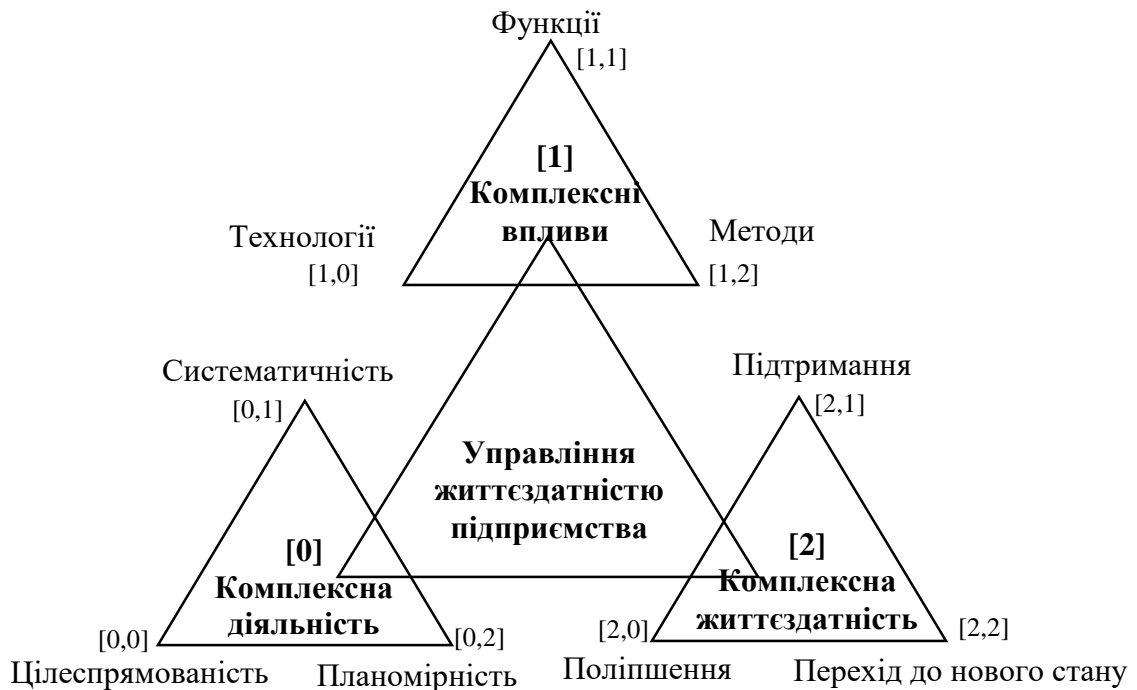 Функції
[1,1]
[1]
Комплексні
впливи
Технології
[1,0]
Методи
[1,2]
Систематичність
[0,1]
Підтримання
[2,1]
Управління
життєздатністю
підприємства
[0]
Комплексна
діяльність
[2]
Комплексна
життєздатність
[0,0]
[0,2]
[2,0]
[2,2]
Цілеспрямованість
Планомірність
Поліпшення
Перехід до нового стану